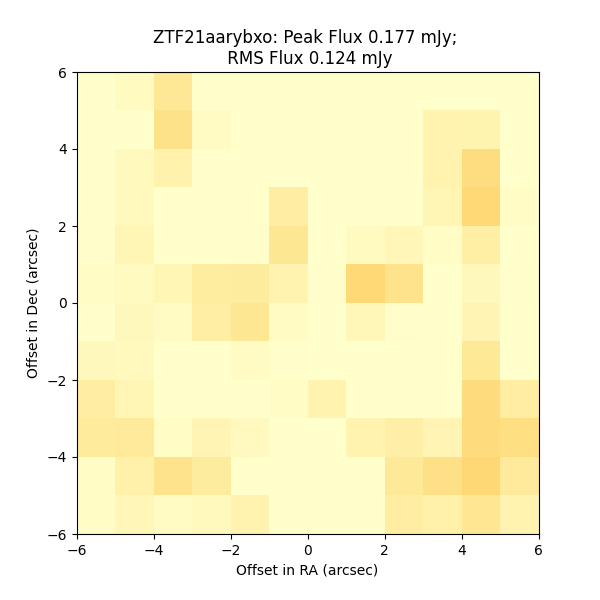 ZTF21aarybxo: Peak Flux 0.177 mJy;
RMS Flux 0.124 mJy
6
4
2
0
−2
−4
−6
Offset in Dec (arcsec)
−6 −4 −2 0 2 4 6
Offset in RA (arcsec)